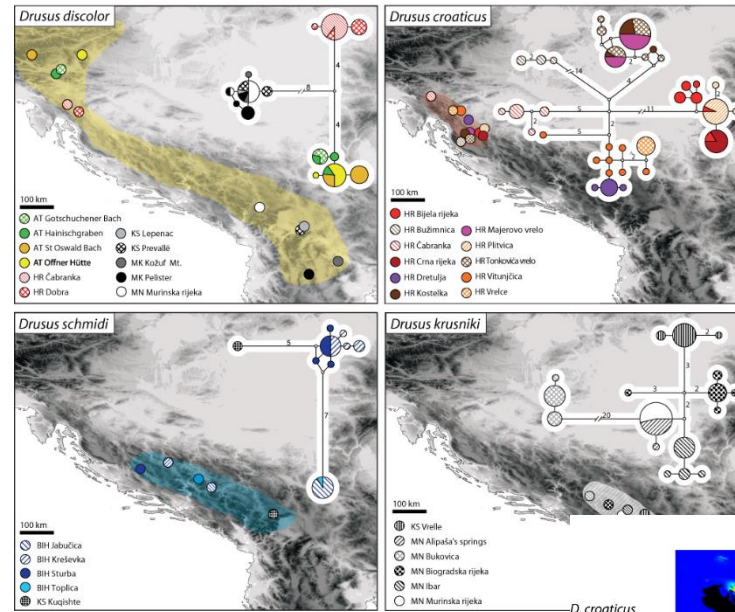 Drusus discolor
8
4
4
100 km
AT Gotschuchener Bach
AT Hainischgraben
AT St Oswald Bach
AT Offner Hütte
HR Čabranka
HR Dobra
KS Lepenac
KS Prevallë
MK Kožuf Mt.
MK Pelister
MN Murinska rijeka
Drusus croaticus
14
2
2
4
2
5
11
2
5
2
2
100 km
HR Bijela rijeka
HR Bužimnica
HR Čabranka
HR Crna rijeka
HR Dretulja
HR Kostelka
HR Majerovo vrelo
HR Plitvica
HR Tonkovića vrelo
HR Vitunjčica
HR Vrelce
Drusus schmidi
5
7
100 km
BIH Jabučica
BIH Kreševka
BIH Šturba
BIH Toplica
KS Kuqishte
Drusus krusniki
2
3
3
2
2
20
100 km
KS Vrelle
MN Alipaša's springs
MN Bukovica
MN Biogradska rijeka
MN Ibar
MN Murinska rijeka
D. croaticus